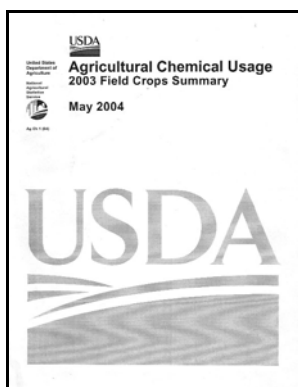 USDA
United States
Department of
Agriculture
National
Agricultural
Statistics
Service
Agricultural Chemical Usage
2003 Field Crops Summary
May 2004
USDA